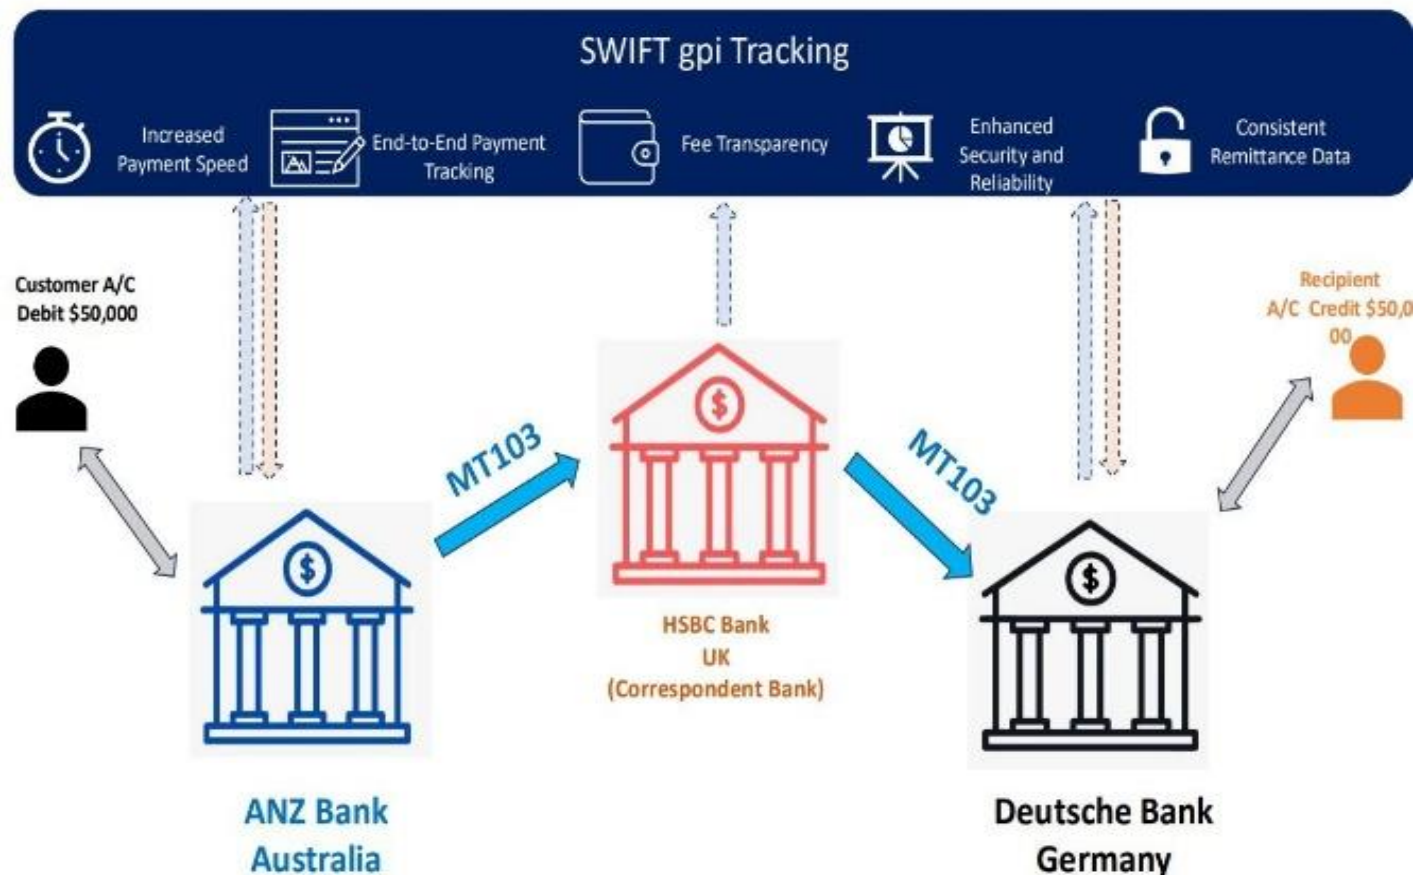 SWIFT gpi Tracking
Increased
Payment Speed
End-to-End Payment
Tracking
Fee Transparency
Enhanced
Security and
Reliability
Consistent
Remittance Data
Customer A/C
Debit $50,000
Recipient
A/C Credit $50,0
00
MT103
MT103
$
$
$
HSBC Bank
UK
(Correspondent Bank)
ANZ Bank
Australia
Deutsche Bank
Germany